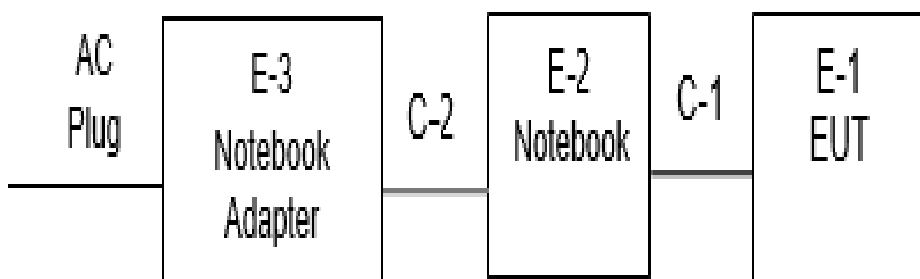 AC
Plug
E-3
Notebook
Adapter
C-2
E-2
Notebook
C-1
E-1
EUT